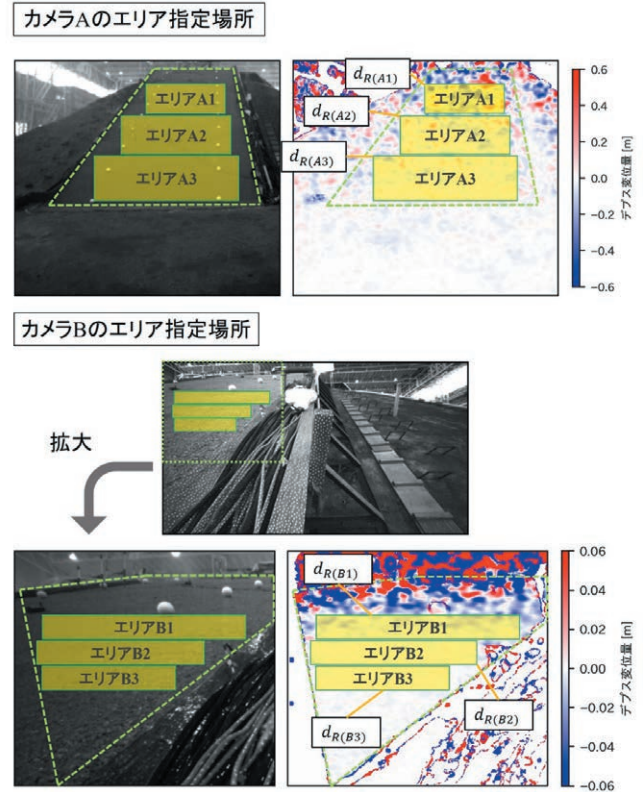 カメラAのエリア指定場所
エリアA1
エリアA2
エリアA3
d_{R(A1)}
d_{R(A2)}
d_{R(A3)}
エリアA1
エリアA2
エリアA3
0.6
0.4
0.2
0.0
−0.2
−0.4
−0.6
デプス変位量 [m]
カメラBのエリア指定場所
拡大
エリアB1
エリアB2
エリアB3
d_{R(B1)}
エリアB1
エリアB2
エリアB3
d_{R(B2)}
d_{R(B3)}
0.06
0.04
0.02
0.00
−0.02
−0.04
−0.06
デプス変位量 [m]